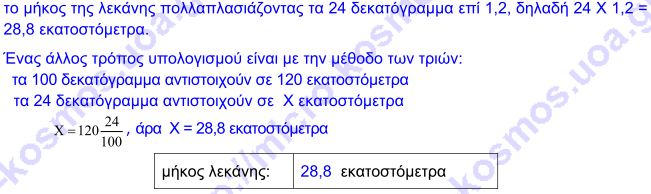 το μήκος της λεκάνης πολλαπλασιάζοντας τα 24 δεκατόγραμμα επί 1,2, δηλαδή 24 X 1,2 =
28,8 εκατοστόμετρα.
Ένας άλλος τρόπος υπολογισμού είναι με την μέθοδο των τριών:
τα 100 δεκατόγραμμα αντιστοιχούν σε 120 εκατοστόμετρα
τα 24 δεκατόγραμμα αντιστοιχούν σε X εκατοστόμετρα
X = 120 24/100 , άρα X = 28,8 εκατοστόμετρα
μήκος λεκάνης: 28,8 εκατοστόμετρα